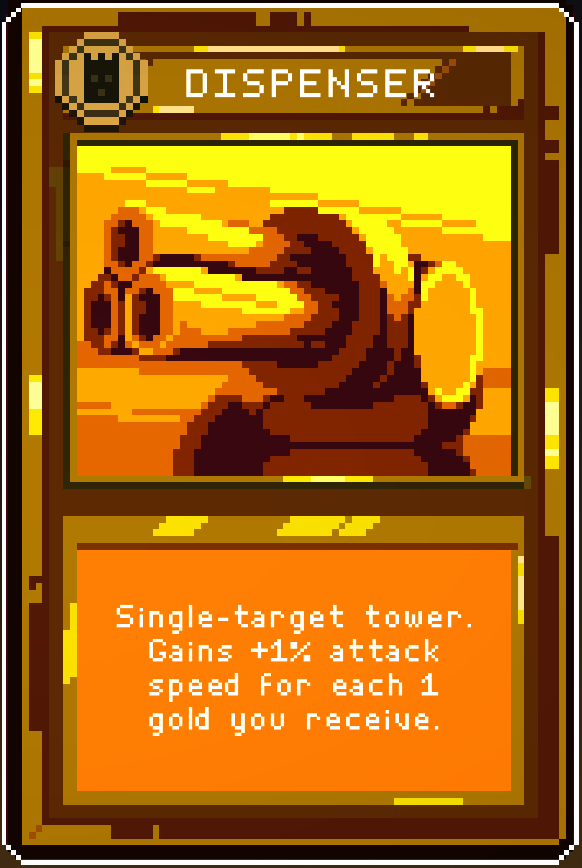 DISPENSER
Single-target tower.
Gains +1% attack
speed for each 1
gold you receive.